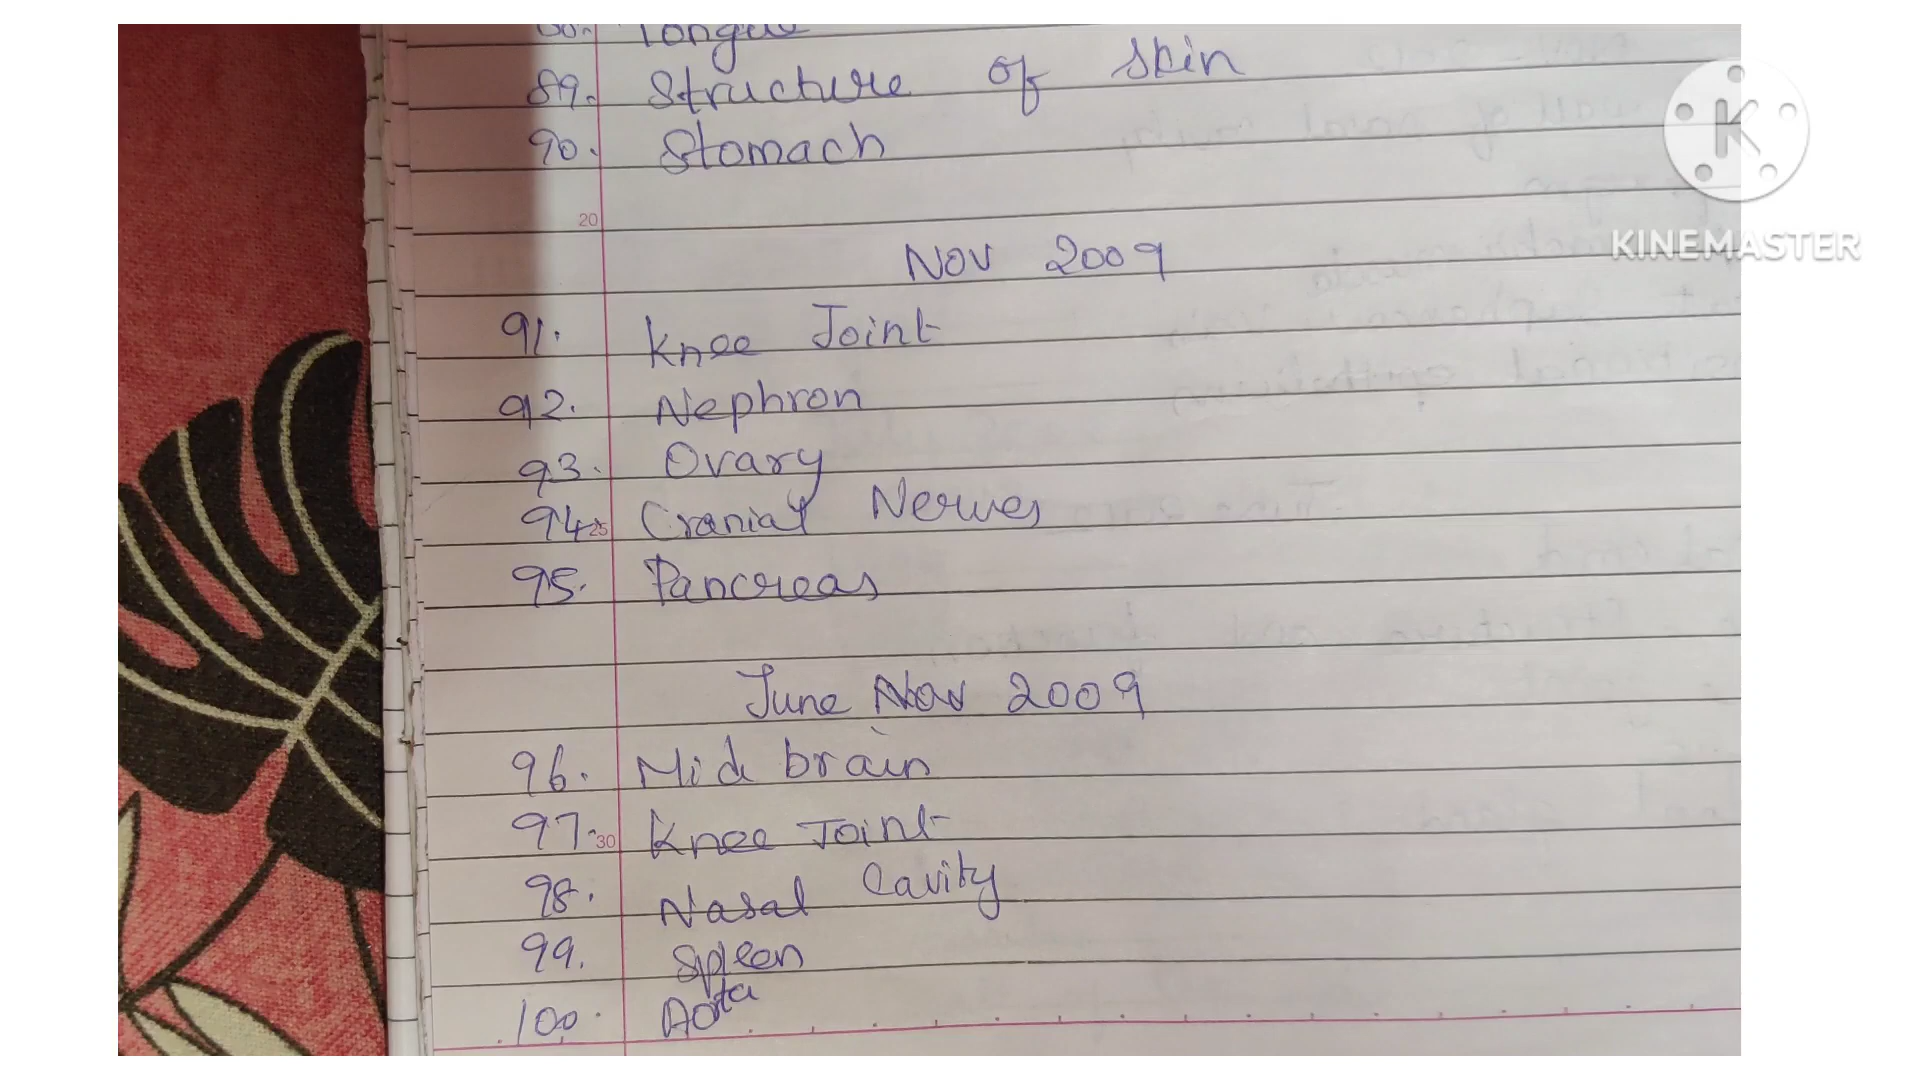 88. Tongue
89. Structure of Skin
90. Stomach
20
Nov 2009
91. Knee Joint
92. Nephron
93. Ovary
94. 25 Cranial Nerves
95. Pancreas
June Nov 2009
96. Mid brain
97. 30 Knee Joint
98. Nasal Cavity
99. Spleen
100. Aorta
K
KINEMASTER